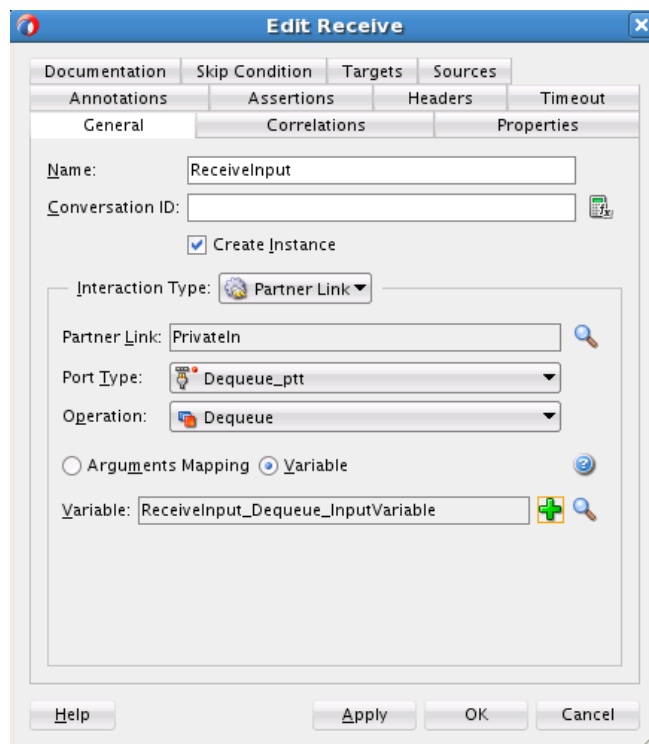 Edit Receive
Documentation Skip Condition Targets Sources
Annotations Assertions Headers Timeout
General Correlations Properties
Name: ReceiveInput
Conversation ID:
Create Instance
Interaction Type: Partner Link
Partner Link: PrivateIn
Port Type: Dequeue_ptt
Operation: Dequeue
Arguments Mapping Variable
Variable: ReceiveInput_Dequeue_InputVariable
Help Apply OK Cancel